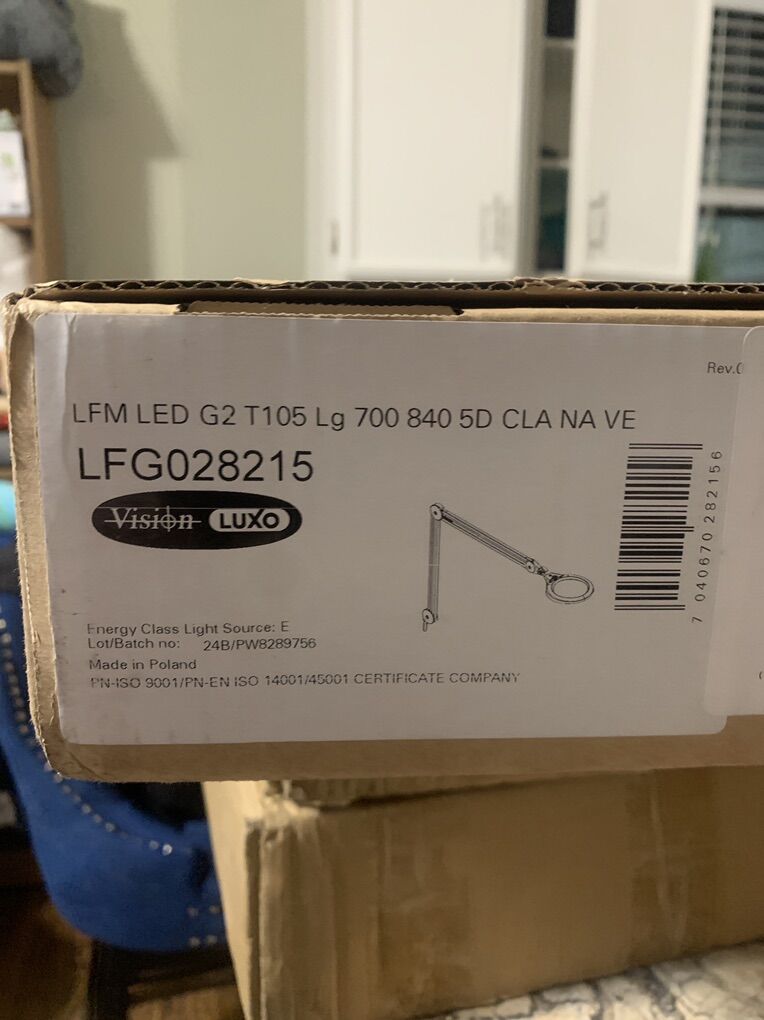 Rev.0
LFM LED G2 T105 Lg 700 840 5D CLA NA VE
LFG028215
Vision LUXO
7 040670 282156
Energy Class Light Source: E
Lot/Batch no: 24B/PW8289756
Made in Poland
PN-ISO 9001/PN-EN ISO 14001/45001 CERTIFICATE COMPANY